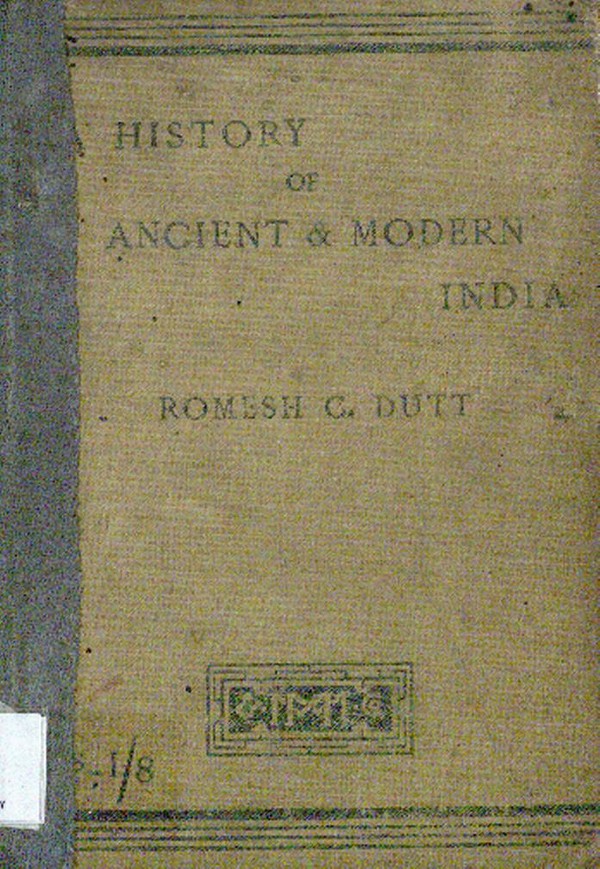 HISTORY
OF
ANCIENT & MODERN
INDIA
ROMESH C. DUTT
1/8